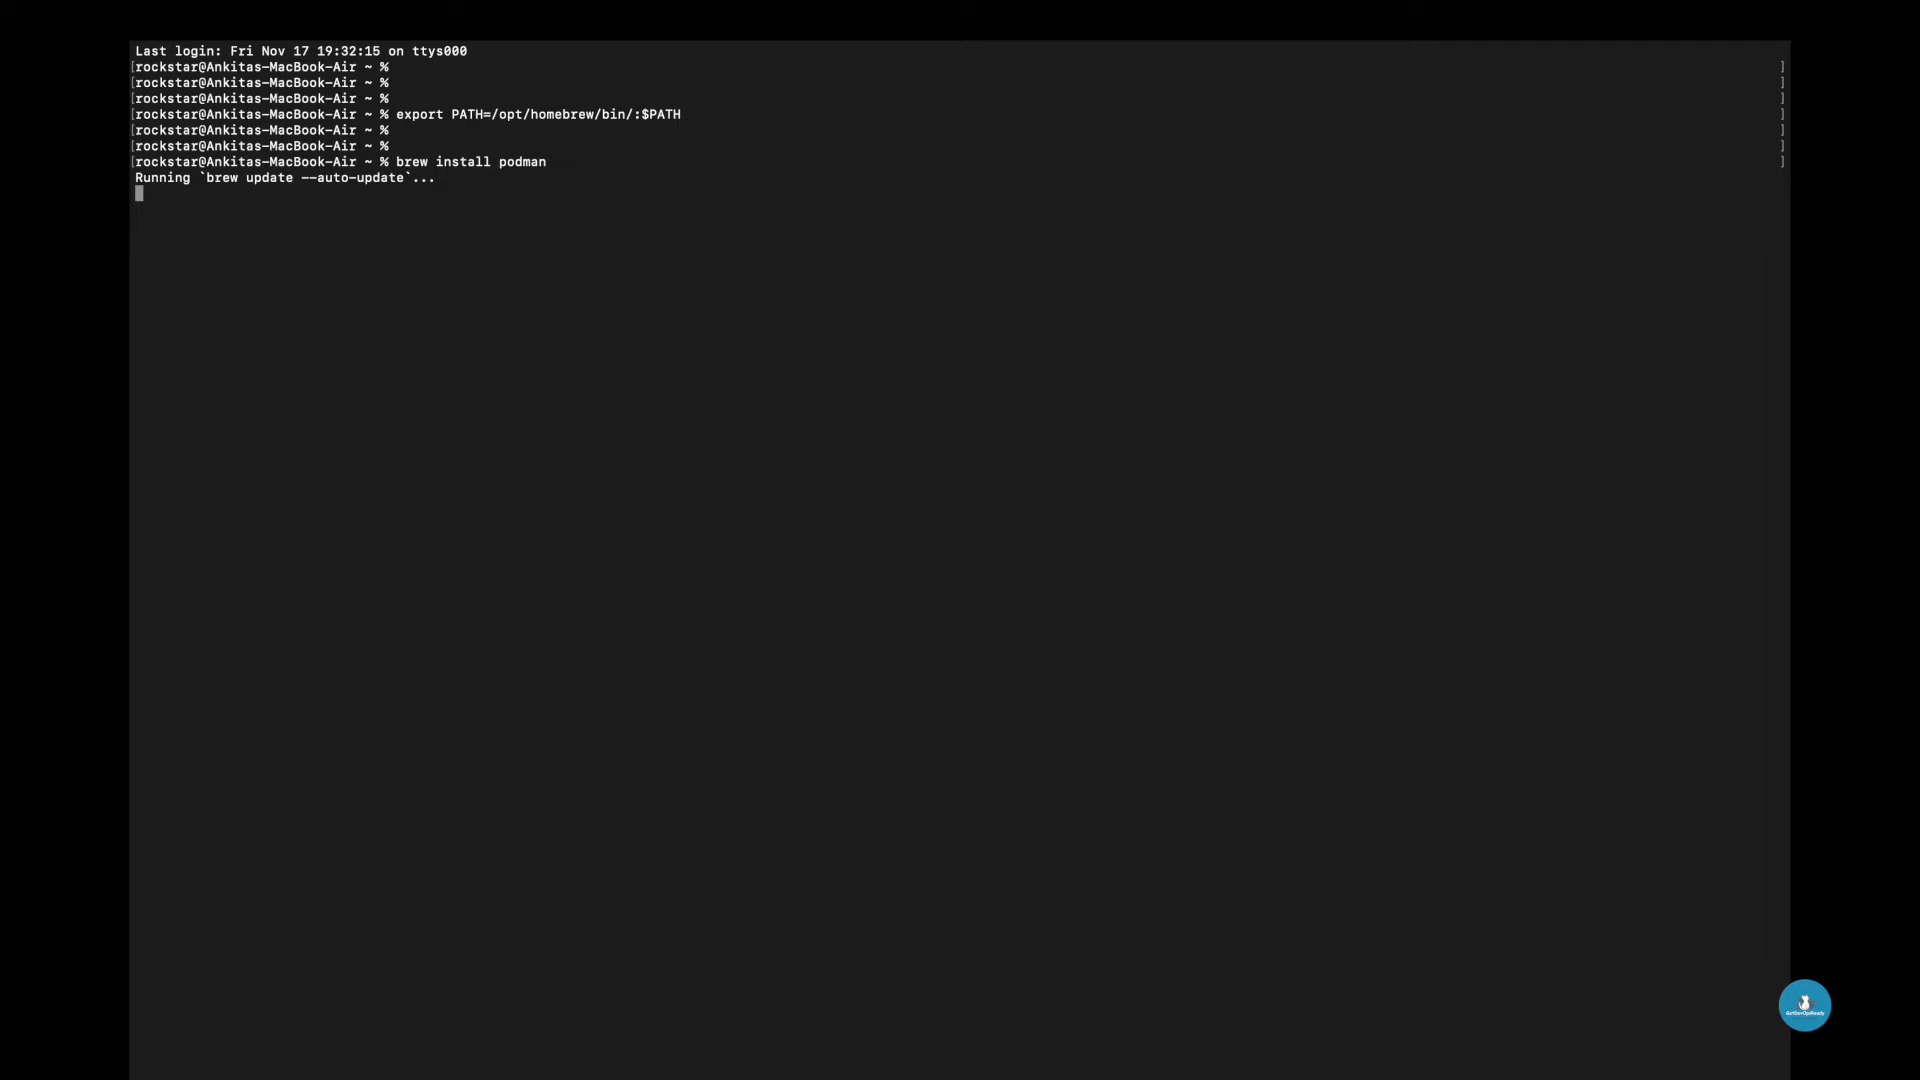 Last login: Fri Nov 17 19:32:15 on ttys000
[rockstar@Ankitas-MacBook-Air ~ % ]
[rockstar@Ankitas-MacBook-Air ~ % ]
[rockstar@Ankitas-MacBook-Air ~ % ]
[rockstar@Ankitas-MacBook-Air ~ % export PATH=/opt/homebrew/bin/:$PATH ]
[rockstar@Ankitas-MacBook-Air ~ % ]
[rockstar@Ankitas-MacBook-Air ~ % ]
[rockstar@Ankitas-MacBook-Air ~ % brew install podman ]
Running `brew update --auto-update`...
GetDevOpsReady